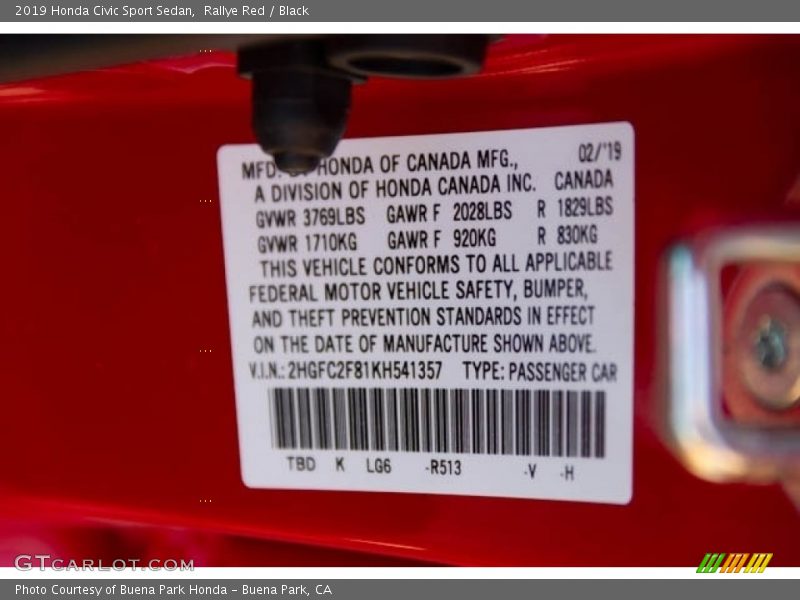 2019 Honda Civic Sport Sedan,  Rallye Red / Black
MFD. HONDA OF CANADA MFG., 02/'19
A DIVISION OF HONDA CANADA INC. CANADA
GVWR 3769LBS GAWR F 2028LBS R 1829LBS
GVWR 1710KG GAWR F 920KG R 830KG
THIS VEHICLE CONFORMS TO ALL APPLICABLE
FEDERAL MOTOR VEHICLE SAFETY, BUMPER,
AND THEFT PREVENTION STANDARDS IN EFFECT
ON THE DATE OF MANUFACTURE SHOWN ABOVE.
V.I.N.: 2HGFC2F81KH541357 TYPE: PASSENGER CAR
TBD K LG6 -R513 -V -H
GTCARLOT.COM
Photo Courtesy of Buena Park Honda – Buena Park, CA